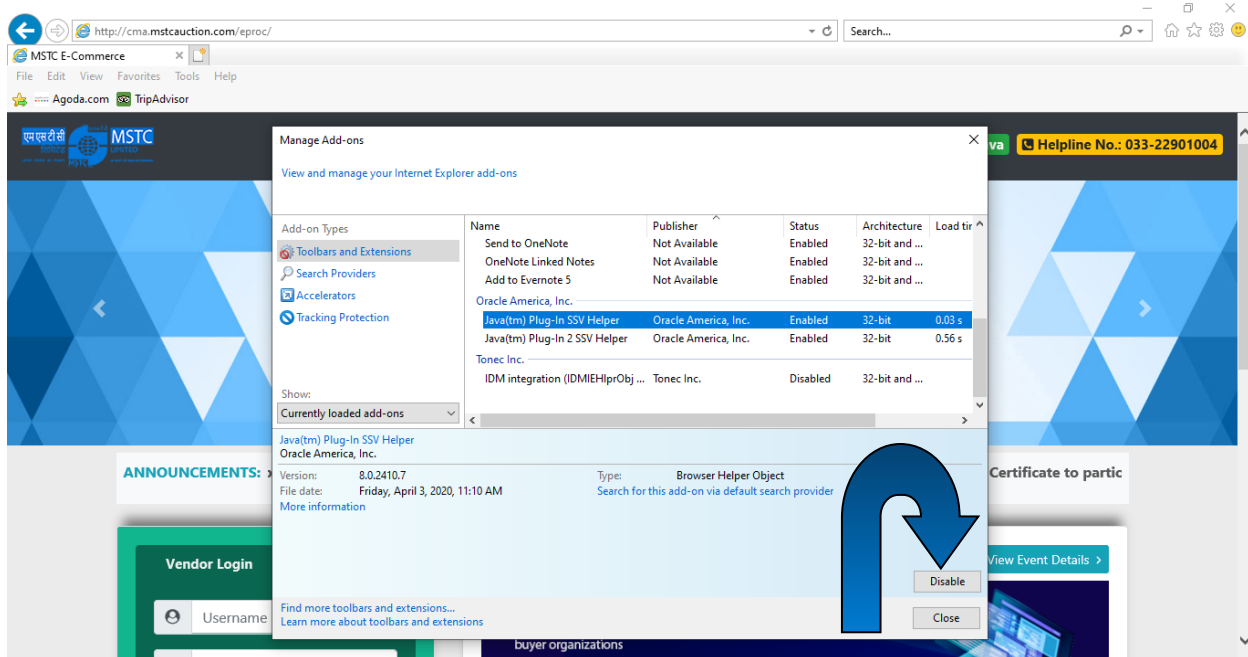 http://cma.mstcauction.com/eproc/
Search...
MSTC E-Commerce
File Edit View Favorites Tools Help
Agoda.com TripAdvisor
एम एस टी सी MSTC
LIMITED
va Helpline No.: 033-22901004
Manage Add-ons
View and manage your Internet Explorer add-ons
Add-on Types
Toolbars and Extensions
Search Providers
Accelerators
Tracking Protection
Show:
Currently loaded add-ons
Name Publisher Status Architecture Load tir
Send to OneNote Not Available Enabled 32-bit and ...
OneNote Linked Notes Not Available Enabled 32-bit and ...
Add to Evernote 5 Not Available Enabled 32-bit and ...
Oracle America, Inc.
Java(tm) Plug-In SSV Helper Oracle America, Inc. Enabled 32-bit 0.03 s
Java(tm) Plug-In 2 SSV Helper Oracle America, Inc. Enabled 32-bit 0.56 s
Tonec Inc.
IDM integration (IDMIEHlprObj ... Tonec Inc. Disabled 32-bit and ...
Java(tm) Plug-In SSV Helper
Oracle America, Inc.
Version: 8.0.2410.7
File date: Friday, April 3, 2020, 11:10 AM
More information
Type: Browser Helper Object
Search for this add-on via default search provider
Disable
Find more toolbars and extensions...
Learn more about toolbars and extensions
Close
ANNOUNCEMENTS:
Certificate to partic
Vendor Login
Username
View Event Details
buyer organizations